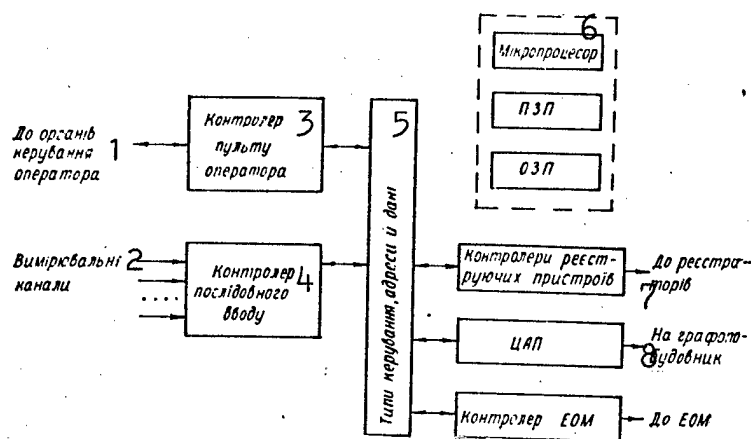 6
Мікропроцесор
ПЗП
ОЗП
До органів
керування 1
оператора
Контролер 3
пульту
оператора
5
Типи керування, адреси й дані
Вимірювальні 2
канали
Контролер
послідовного 4
вводу
Контролери реєст-
руючих пристроїв
До реєстра-
торів
7
ЦАП
На графопо-
будовник
8
Контролер ЕОМ
До ЕОМ